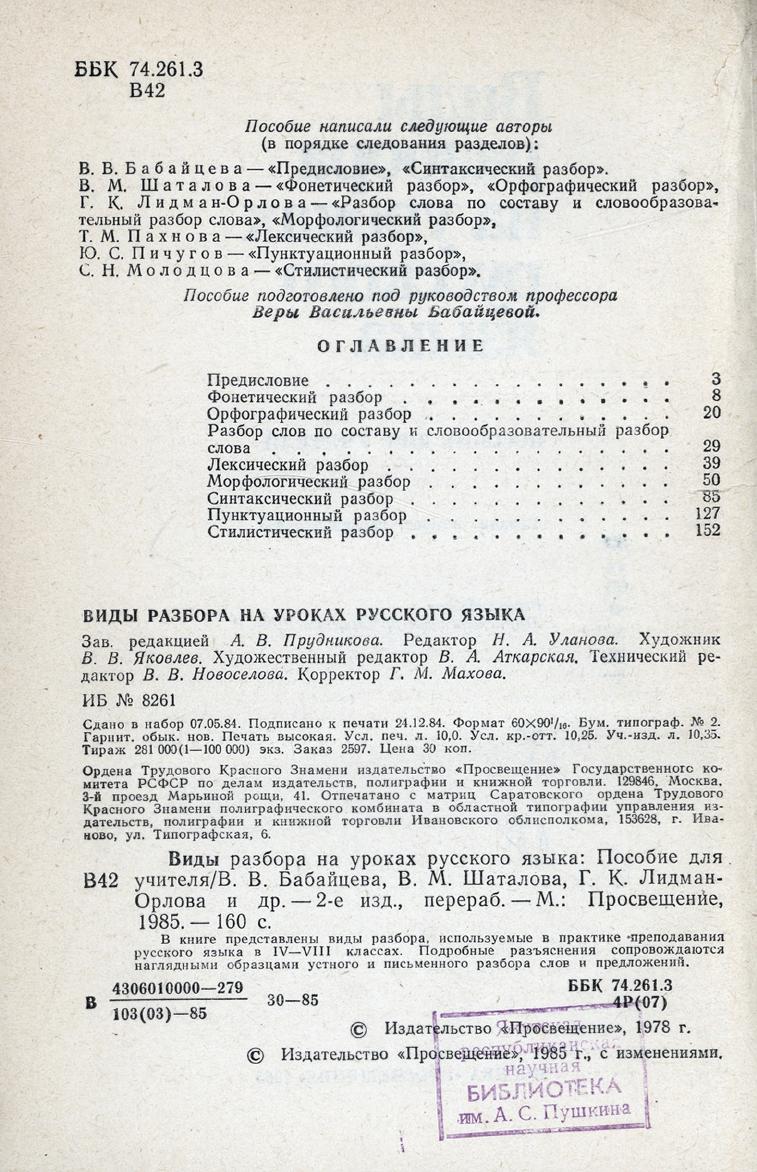 ББК 74.261.3
В42
Пособие написали следующие авторы
(в порядке следования разделов):
В. В. Бабайцева — «Предисловие», «Синтаксический разбор».
В. М. Шаталова — «Фонетический разбор», «Орфографический разбор»,
Г. К. Лидман-Орлова — «Разбор слова по составу и словообразова-
тельный разбор слова», «Морфологический разбор»,
Т. М. Пахнова — «Лексический разбор»,
Ю. С. Пичугов — «Пунктуационный разбор»,
С. Н. Молодцова — «Стилистический разбор».
Пособие подготовлено под руководством профессора
Веры Васильевны Бабайцевой.
ОГЛАВЛЕНИЕ
Предисловие . . . . . . . . . . . . . . . . . 3
Фонетический разбор . . . . . . . . . . . . . 8
Орфографический разбор . . . . . . . . . . . 20
Разбор слов по составу и словообразовательный разбор
слова . . . . . . . . . . . . . . . . . . . 29
Лексический разбор . . . . . . . . . . . . . 39
Морфологический разбор . . . . . . . . . . . 50
Синтаксический разбор . . . . . . . . . . . . 85
Пунктуационный разбор . . . . . . . . . . . 127
Стилистический разбор . . . . . . . . . . . . 152
ВИДЫ РАЗБОРА НА УРОКАХ РУССКОГО ЯЗЫКА
Зав. редакцией А. В. Прудникова. Редактор Н. А. Уланова. Художник
В. В. Яковлев. Художественный редактор В. А. Аткарская. Технический ре-
дактор В. В. Новоселова. Корректор Г. М. Махова.
ИБ № 8261
Сдано в набор 07.05.84. Подписано к печати 24.12.84. Формат 60×90¹/₁₆. Бум. типограф. № 2.
Гарнит. обык. нов. Печать высокая. Усл. печ. л. 10,0. Усл. кр.-отт. 10,25. Уч.-изд. л. 10,35.
Тираж 281 000(1—100 000) экз. Заказ 2597. Цена 30 коп.
Ордена Трудового Красного Знамени издательство «Просвещение» Государственного ко-
митета РСФСР по делам издательств, полиграфии и книжной торговли. 129846, Москва,
3-й проезд Марьиной рощи, 41. Отпечатано с матриц Саратовского ордена Трудового
Красного Знамени полиграфического комбината в областной типографии управления из-
дательств, полиграфии и книжной торговли Ивановского облисполкома, 153628, г. Ива-
ново, ул. Типографская, 6.
Виды разбора на уроках русского языка: Пособие для
В42 учителя/В. В. Бабайцева, В. М. Шаталова, Г. К. Лидман-
Орлова и др. — 2-е изд., перераб. — М.: Просвещение,
1985. — 160 с.
В книге представлены виды разбора, используемые в практике преподавания
русского языка в IV—VIII классах. Подробные разъяснения сопровождаются
наглядными образцами устного и письменного разбора слов и предложений.
В 4306010000—279
103(03)—85
30—85
ББК 74.261.3
4Р(07)
© Издательство «Просвещение», 1978 г.
© Издательство «Просвещение», 1985 г., с изменениями.
Якутская
республиканская
научная
БИБЛИОТЕКА
им. А. С. Пушкина